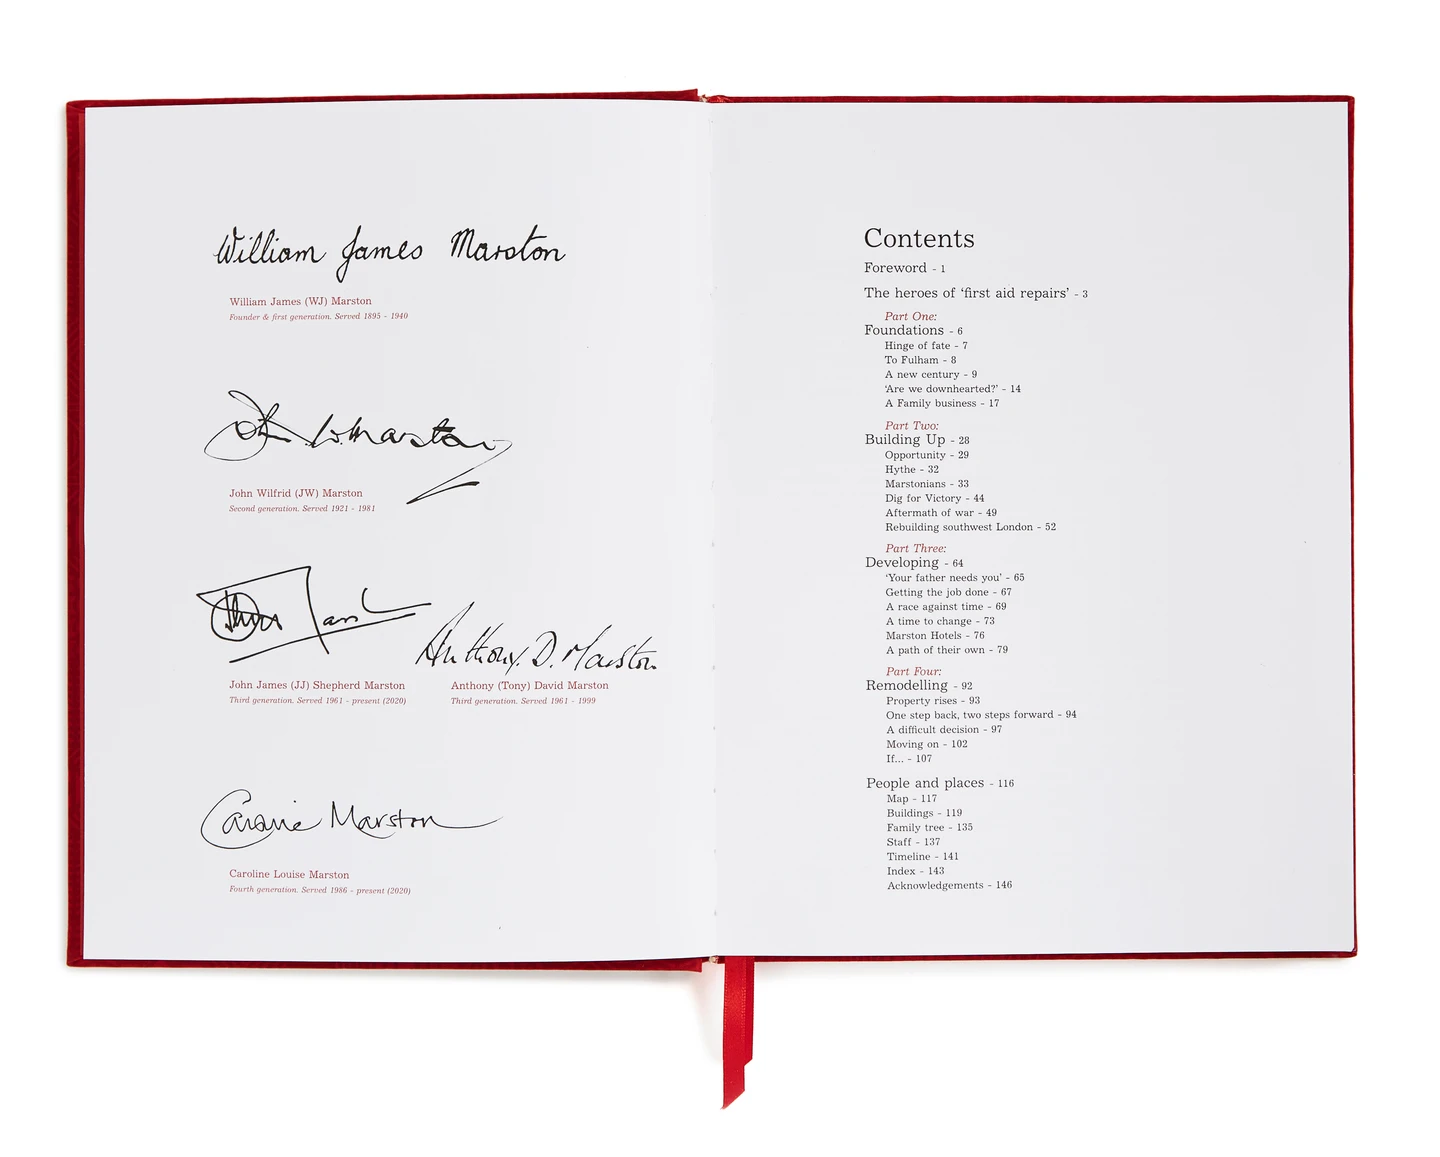 William James Marston
William James (WJ) Marston
Founder & first generation. Served 1895 - 1940
John W. Marston
John Wilfrid (JW) Marston
Second generation. Served 1921 - 1981
Anthony. D. Marston
John James (JJ) Shepherd Marston
Third generation. Served 1961 - present (2020)
Anthony (Tony) David Marston
Third generation. Served 1961 - 1999
Caroline Marston
Caroline Louise Marston
Fourth generation. Served 1986 - present (2020)
Contents
Foreword - 1
The heroes of ‘first aid repairs’ - 3
Part One:
Foundations - 6
Hinge of fate - 7
To Fulham - 8
A new century - 9
‘Are we downhearted?’ - 14
A Family business - 17
Part Two:
Building Up - 28
Opportunity - 29
Hythe - 32
Marstonians - 33
Dig for Victory - 44
Aftermath of war - 49
Rebuilding southwest London - 52
Part Three:
Developing - 64
‘Your father needs you’ - 65
Getting the job done - 67
A race against time - 69
A time to change - 73
Marston Hotels - 76
A path of their own - 79
Part Four:
Remodelling - 92
Property rises - 93
One step back, two steps forward - 94
A difficult decision - 97
Moving on - 102
If... - 107
People and places - 116
Map - 117
Buildings - 119
Family tree - 135
Staff - 137
Timeline - 141
Index - 143
Acknowledgements - 146